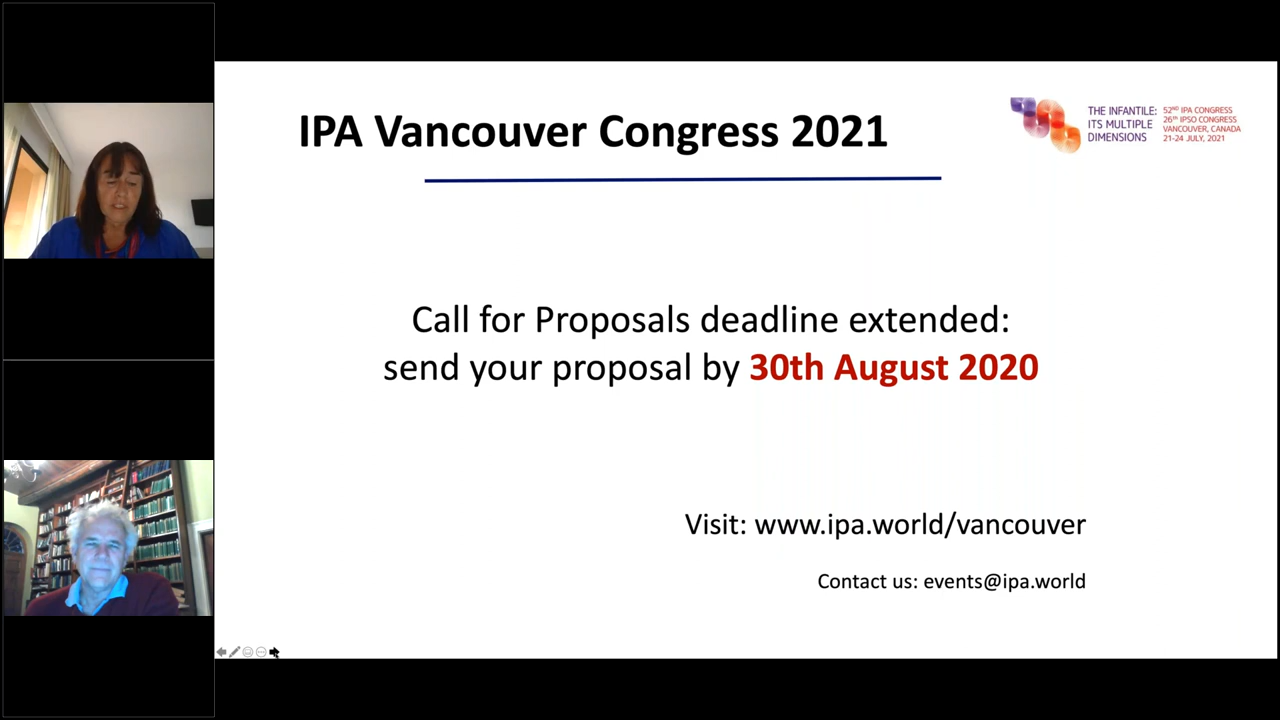 IPA Vancouver Congress 2021
THE INFANTILE:
ITS MULTIPLE
DIMENSIONS
52ND IPA CONGRESS
26TH IPSO CONGRESS
VANCOUVER, CANADA
21-24 JULY, 2021
Call for Proposals deadline extended:
send your proposal by 30th August 2020
Visit: www.ipa.world/vancouver
Contact us: events@ipa.world